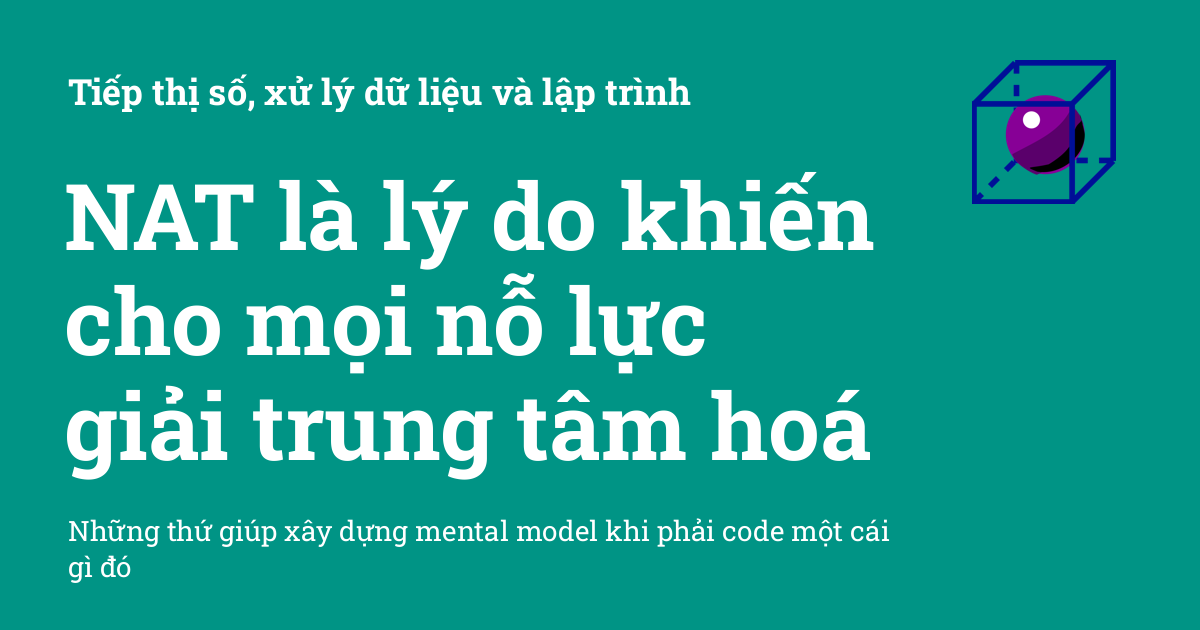 Tiếp thị số, xử lý dữ liệu và lập trình
NAT là lý do khiến
cho mọi nỗ lực
giải trung tâm hoá
Những thứ giúp xây dựng mental model khi phải code một cái
gì đó